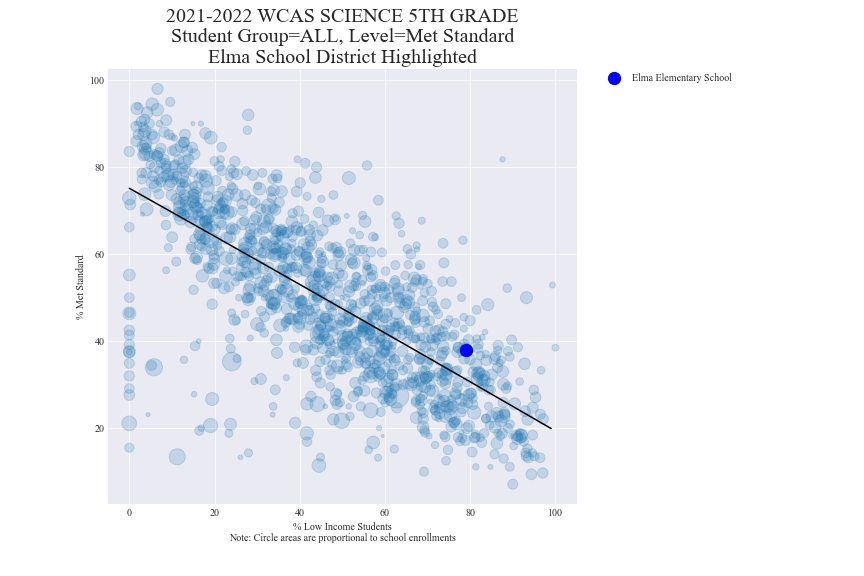 2021-2022 WCAS SCIENCE 5TH GRADE
Student Group=ALL, Level=Met Standard
Elma School District Highlighted
Elma Elementary School
% Met Standard
100
80
60
40
20
0
20
40
60
80
100
% Low Income Students
Note: Circle areas are proportional to school enrollments